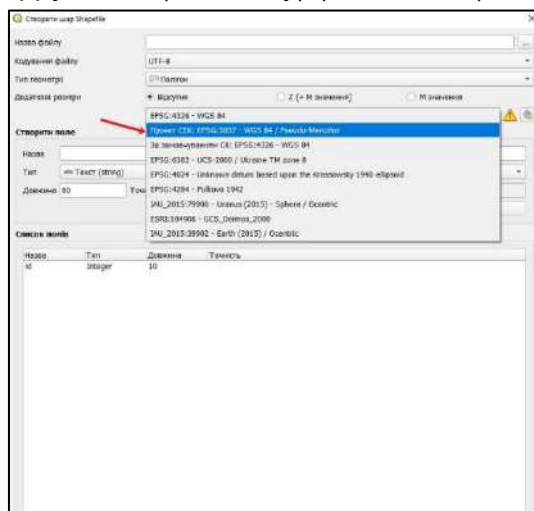 Створити шар Shapefile
Назва файлу
...
Кодування файлу UTF-8
Тип геометрії Полігон
Додаткові розміри Відсутня Z (+ M значення) M значення
EPSG:4326 - WGS 84
Проект СІК: EPSG:3857 - WGS 84 / Pseudo-Mercator
За замовчуванням СК: EPSG:4326 - WGS 84
EPSG:6382 - UCS-2000 / Ukraine TM zone 8
EPSG:4024 - Unknown datum based upon the Krassowsky 1940 ellipsoid
EPSG:4284 - Pulkovo 1942
IAU_2015:79900 - Uranus (2015) - Sphere / Ocentric
ESRI:104906 - GCS_Deimos_2000
IAU_2015:39902 - Earth (2015) / Ocentric
Створити поле
Назва
Тип abc Текст (string)
Довжина 80
Список полів
Назва Тип Довжина Точність
id Integer 10